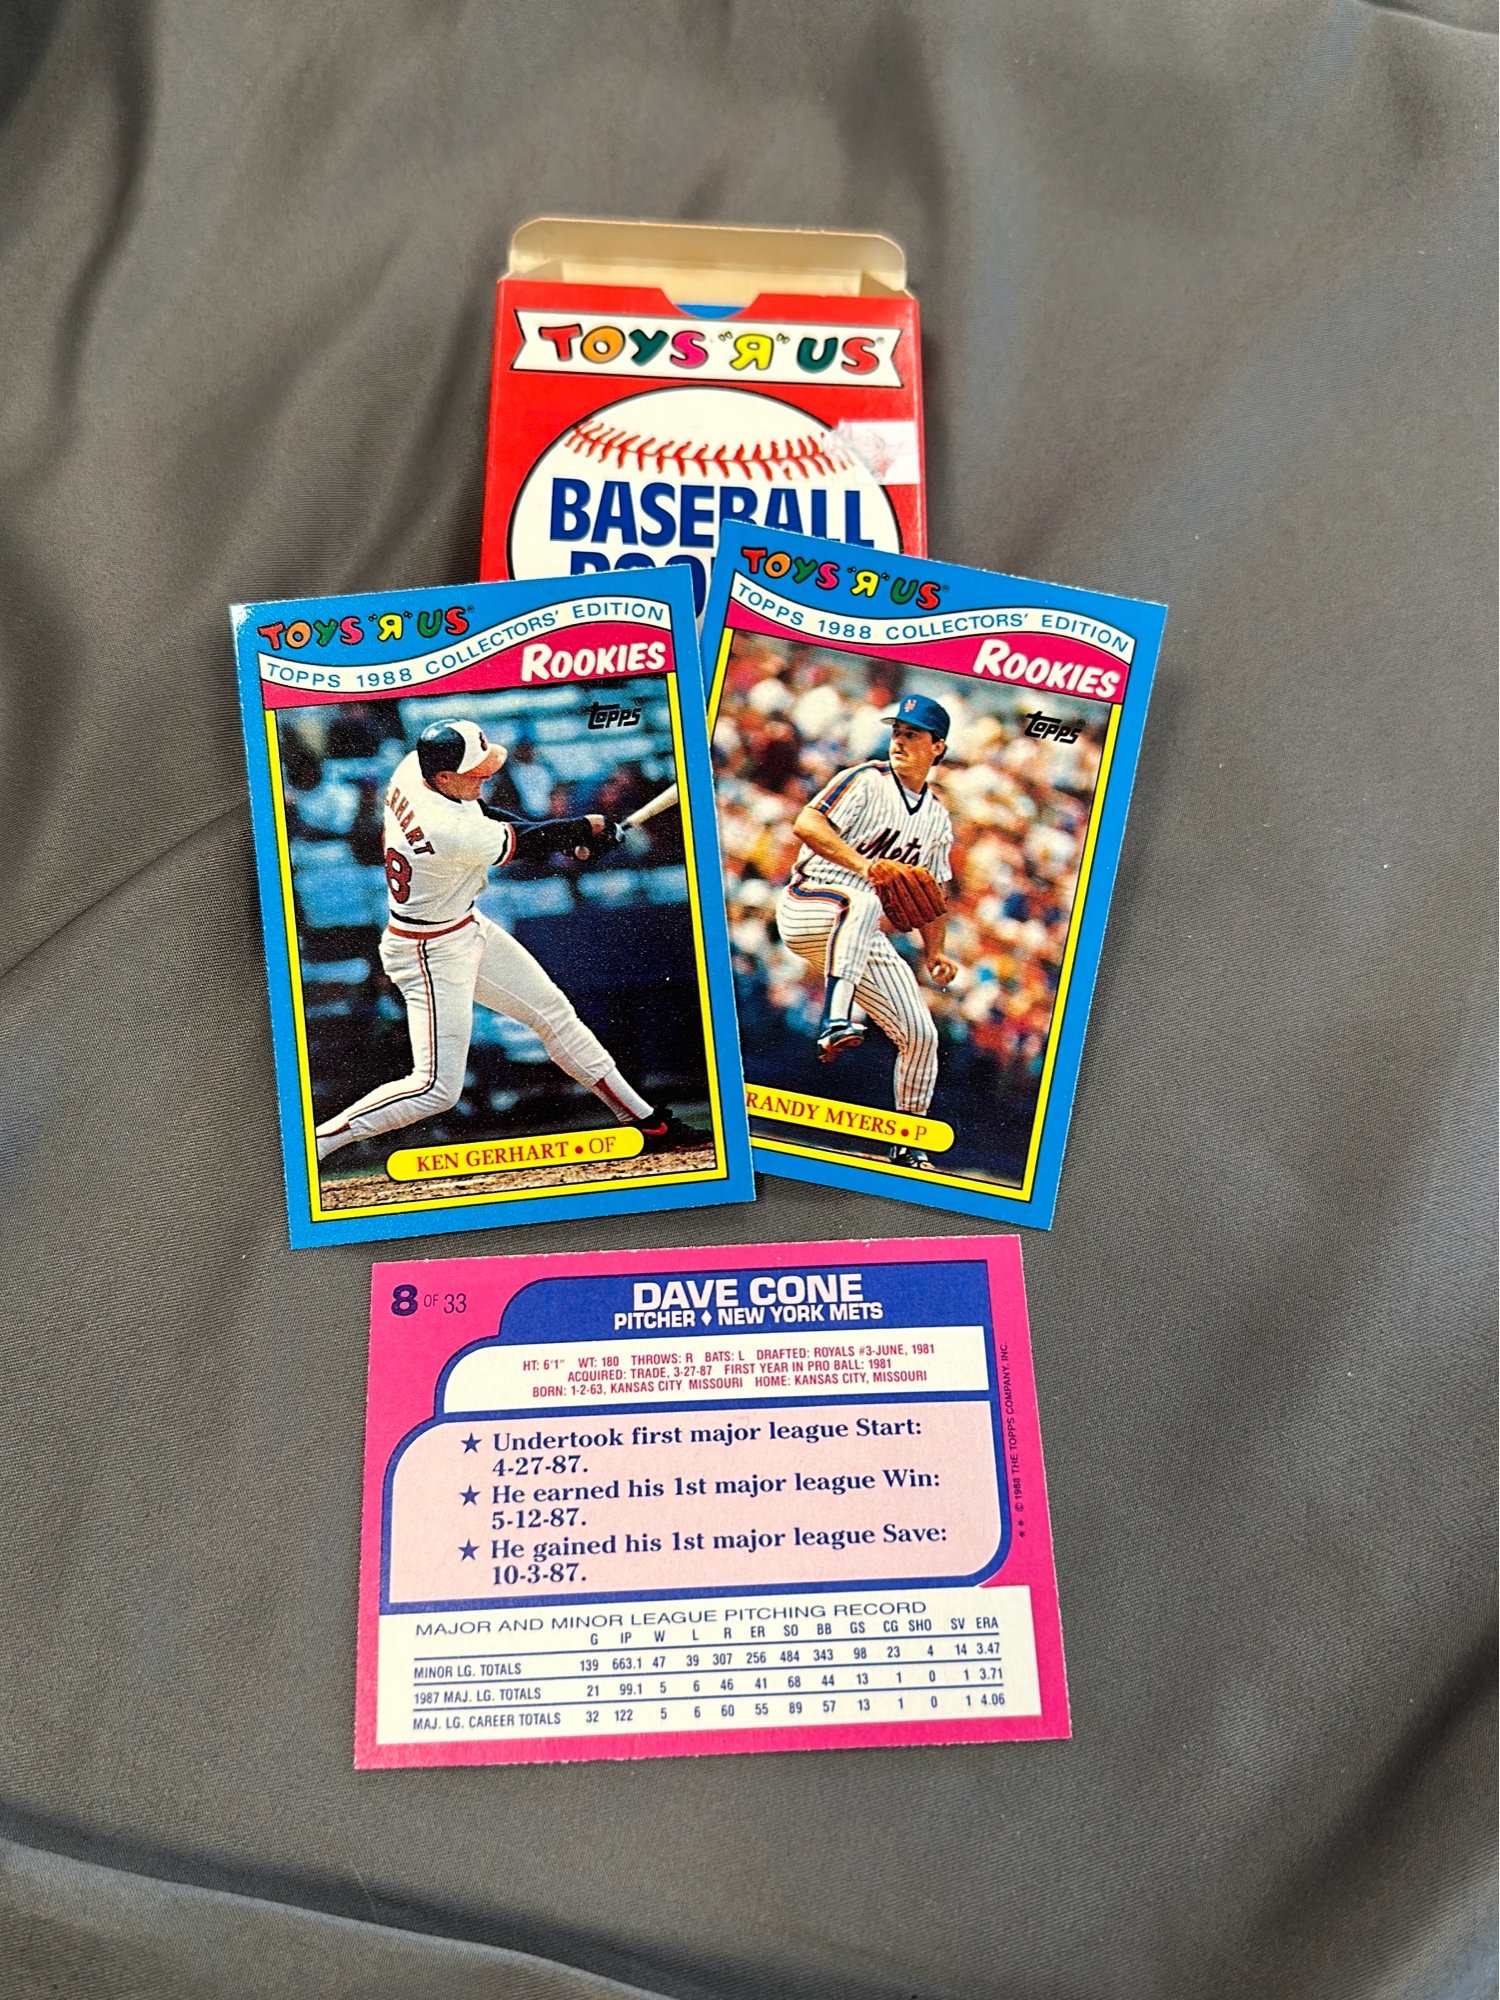 TOYS "R" US
BASEBALL
TOYS "R" US
TOPPS 1988 COLLECTORS' EDITION
ROOKIES
topps
ERHART
8
KEN GERHART • OF
TOYS "R" US
TOPPS 1988 COLLECTORS' EDITION
ROOKIES
topps
Mets
RANDY MYERS • P
8 OF 33
DAVE CONE
PITCHER ♦ NEW YORK METS
HT: 6'1" WT: 180 THROWS: R BATS: L DRAFTED: ROYALS #3-JUNE, 1981
ACQUIRED: TRADE, 3-27-87 FIRST YEAR IN PRO BALL: 1981
BORN: 1-2-63, KANSAS CITY, MISSOURI HOME: KANSAS CITY, MISSOURI
★ Undertook first major league Start:
4-27-87.
★ He earned his 1st major league Win:
5-12-87.
★ He gained his 1st major league Save:
10-3-87.
MAJOR AND MINOR LEAGUE PITCHING RECORD
G IP W L R ER SO BB GS CG SHO SV ERA
MINOR LG. TOTALS 139 663.1 47 39 307 256 484 343 98 23 4 14 3.47
1987 MAJ. LG. TOTALS 21 99.1 5 6 46 41 68 44 13 1 0 1 3.71
MAJ. LG. CAREER TOTALS 32 122 5 6 60 55 89 57 13 1 0 1 4.06
** © 1988 THE TOPPS COMPANY, INC.